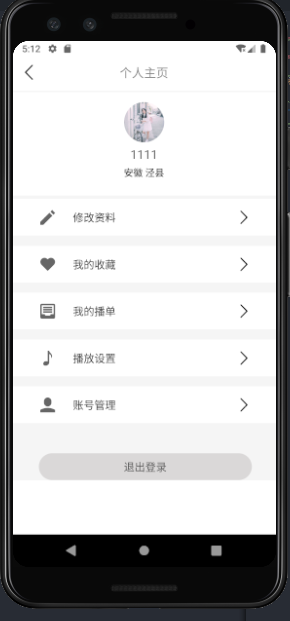 5:12
个人主页
1111
安徽 泾县
修改资料
我的收藏
我的播单
播放设置
账号管理
退出登录